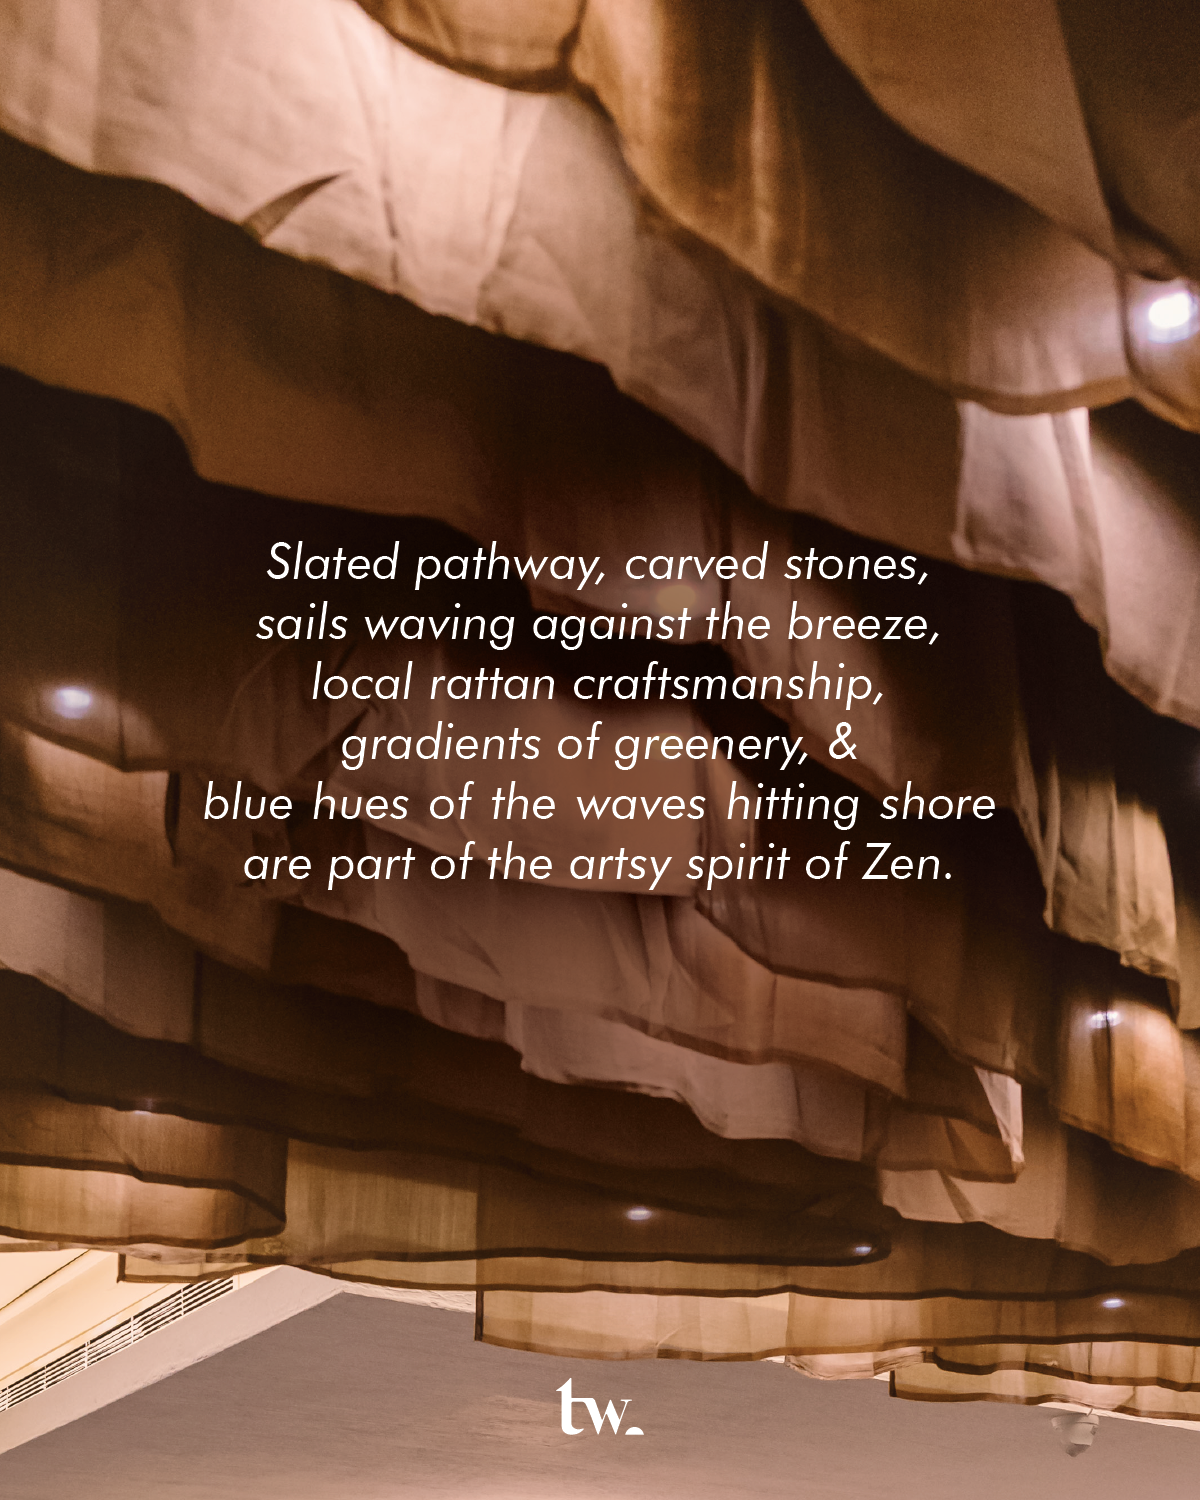 Slated pathway, carved stones,
sails waving against the breeze,
local rattan craftsmanship,
gradients of greenery, &
blue hues of the waves hitting shore
are part of the artsy spirit of Zen.
tw.